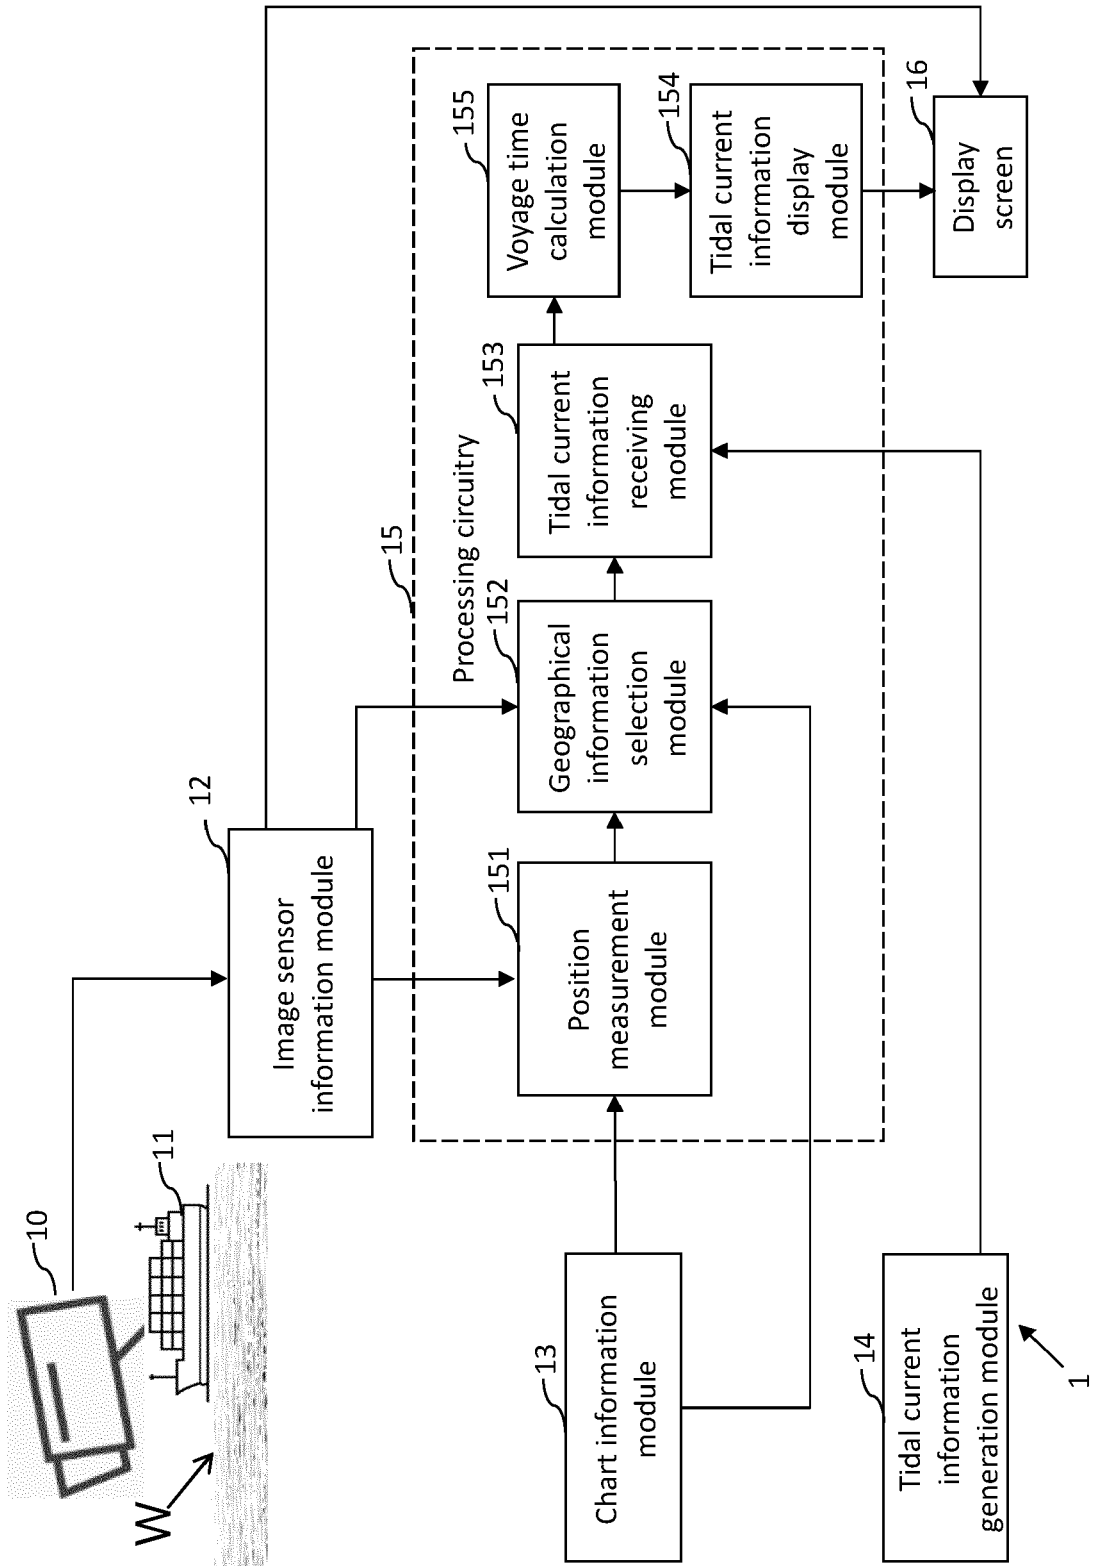 10
11
W
12
Image sensor
information module
15
Processing circuitry
151
Position
measurement
module
152
Geographical
information
selection
module
153
Tidal current
information
receiving
module
155
Voyage time
calculation
module
154
Tidal current
information
display
module
16
Display
screen
13
Chart information
module
14
Tidal current
information
generation module
1